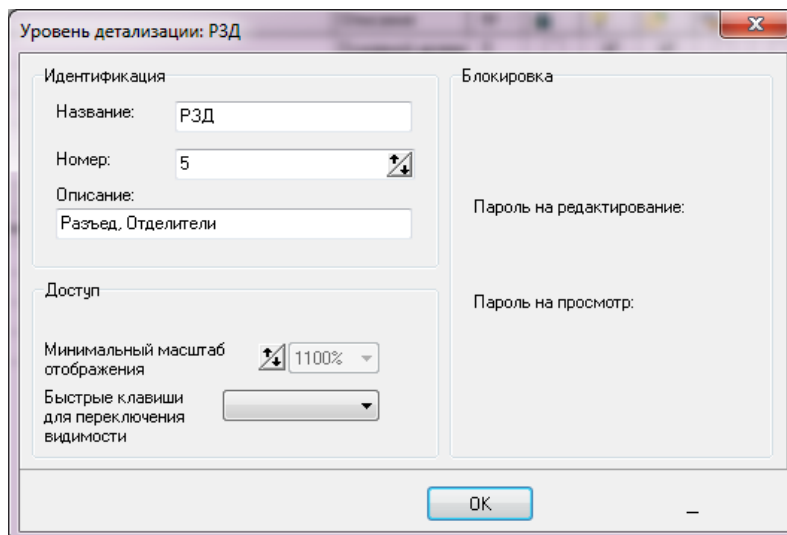 Уровень детализации: РЗД
Идентификация
Название: РЗД
Номер: 5
Описание:
Разъед, Отделители
Доступ
Минимальный масштаб
отображения
1100%
Быстрые клавиши
для переключения
видимости
Блокировка
Пароль на редактирование:
Пароль на просмотр:
OK